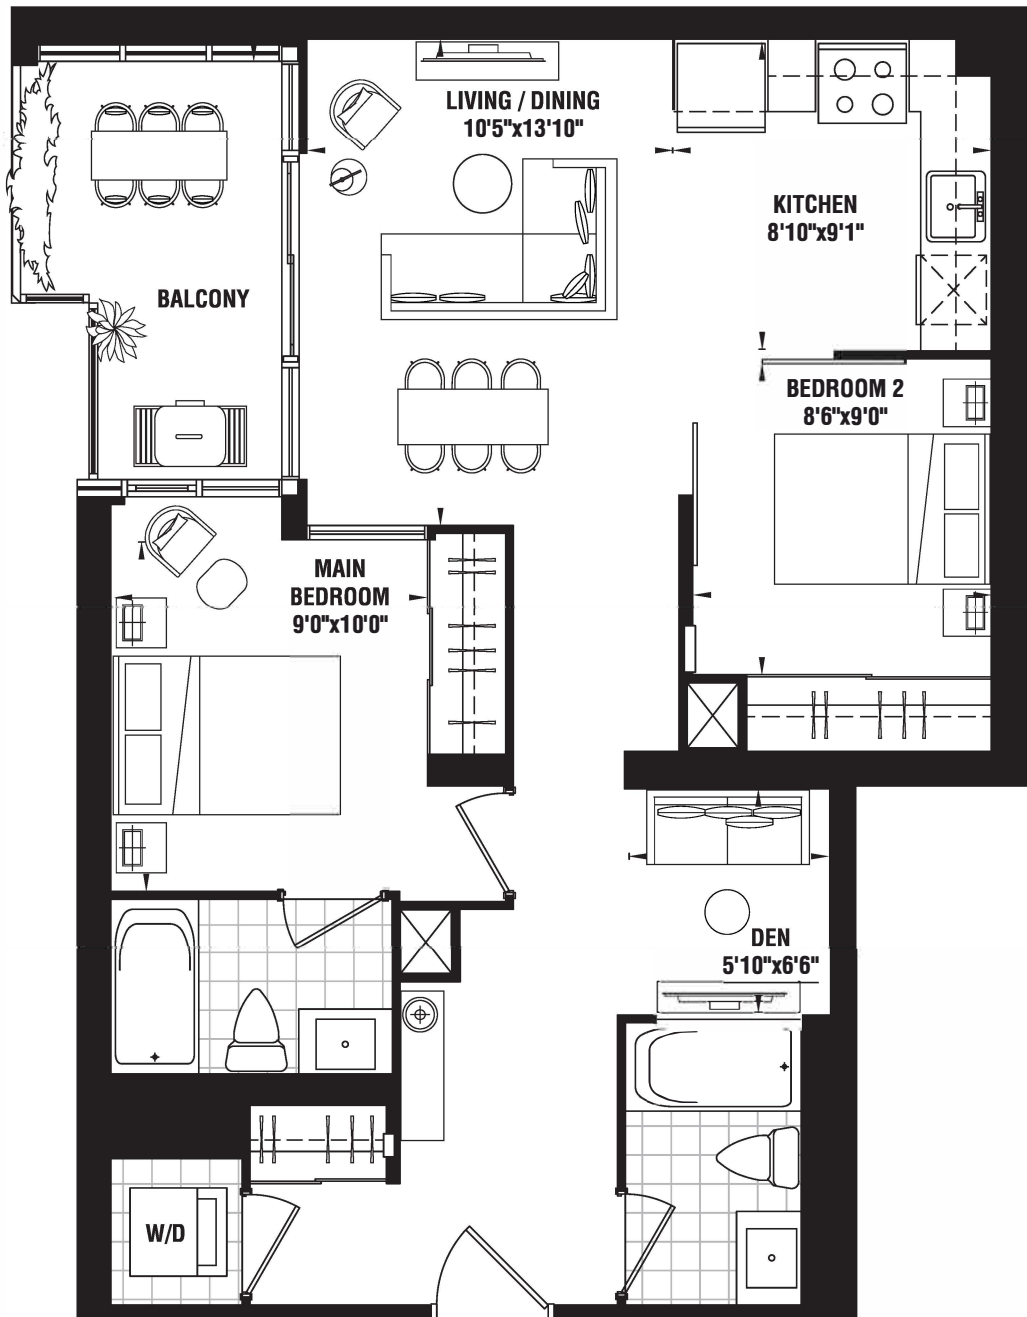 LIVING / DINING
10'5"x13'10"
KITCHEN
8'10"x9'1"
BALCONY
BEDROOM 2
8'6"x9'0"
MAIN
BEDROOM
9'0"x10'0"
DEN
5'10"x6'6"
W/D